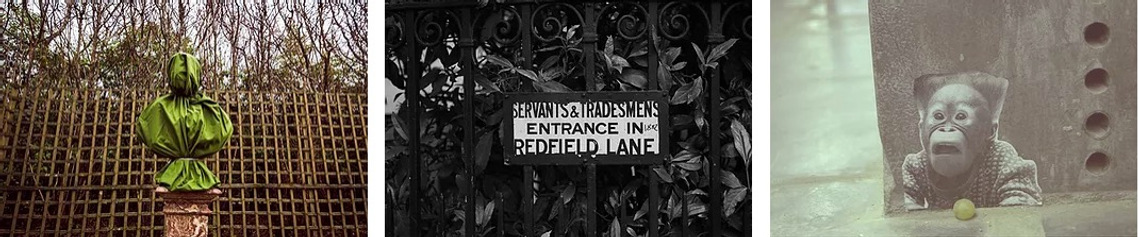 SERVANTS & TRADESMENS
ENTRANCE IN
REDFIELD LANE.